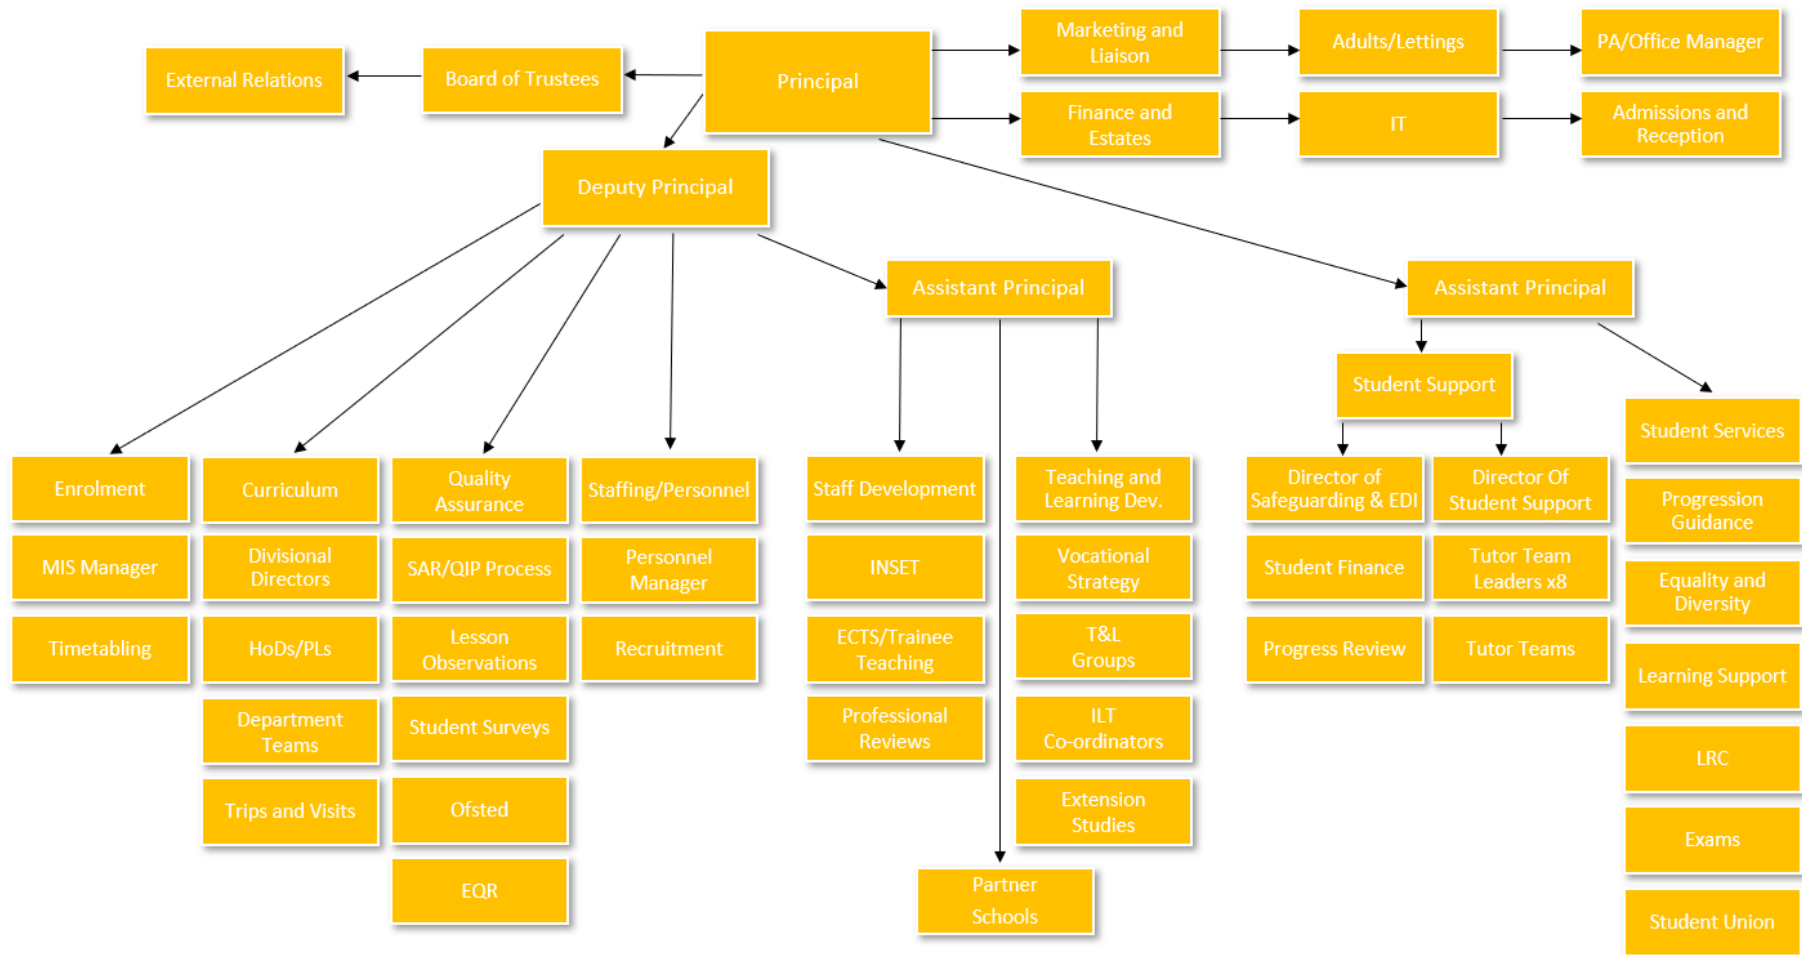 External Relations
Board of Trustees
Principal
Marketing and
Liaison
Adults/Lettings
PA/Office Manager
Finance and
Estates
IT
Admissions and
Reception
Deputy Principal
Assistant Principal
Assistant Principal
Student Support
Enrolment
MIS Manager
Timetabling
Curriculum
Divisional
Directors
HoDs/PLs
Department
Teams
Trips and Visits
Quality
Assurance
SAR/QIP Process
Lesson
Observations
Student Surveys
Ofsted
EQR
Staffing/Personnel
Personnel
Manager
Recruitment
Staff Development
INSET
ECTS/Trainee
Teaching
Professional
Reviews
Partner
Schools
Teaching and
Learning Dev.
Vocational
Strategy
T&L
Groups
ILT
Co-ordinators
Extension
Studies
Director of
Safeguarding & EDI
Student Finance
Progress Review
Director Of
Student Support
Tutor Team
Leaders x8
Tutor Teams
Student Services
Progression
Guidance
Equality and
Diversity
Learning Support
LRC
Exams
Student Union